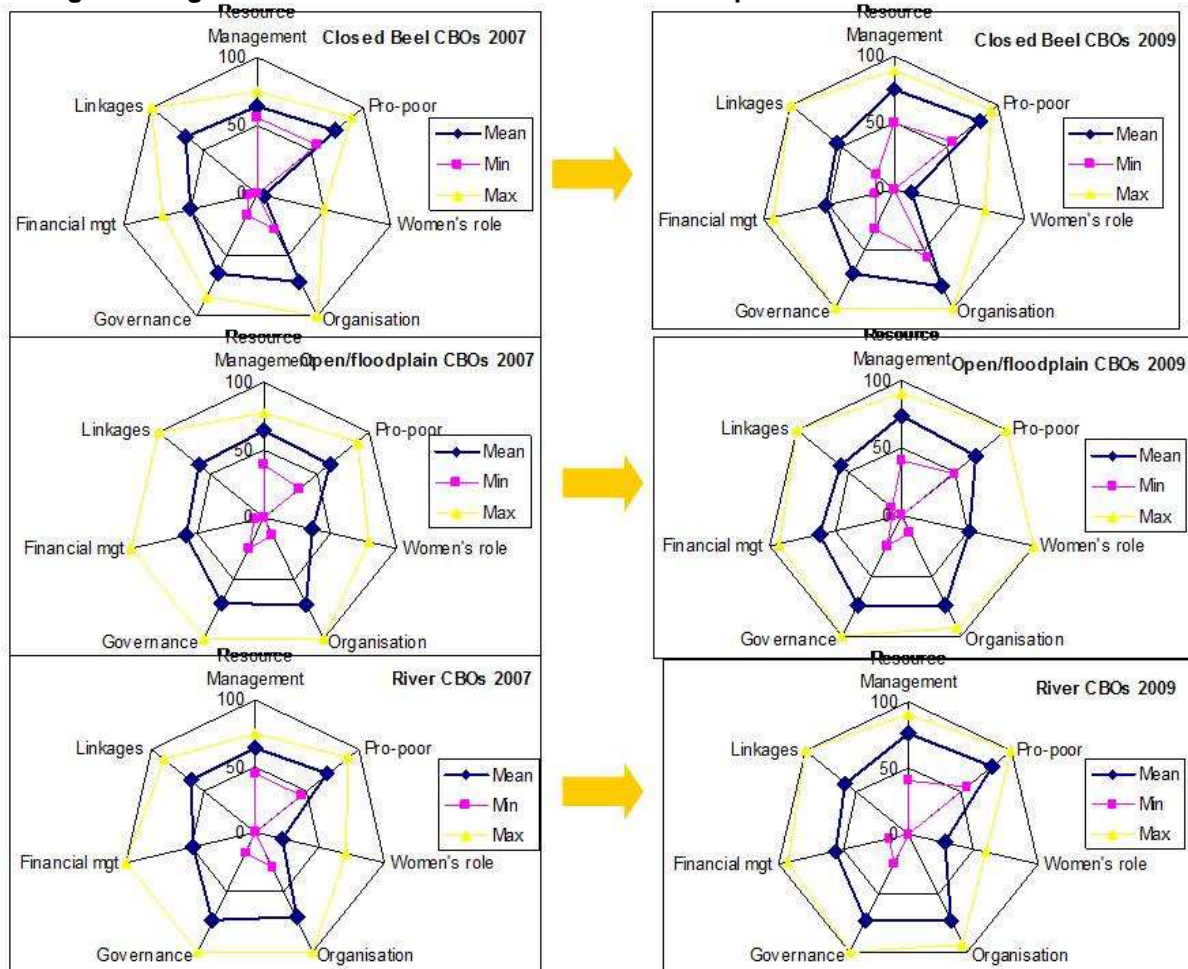 Resource
Management
Closed Beel CBOs 2007
100
50
0
Linkages
Pro-poor
Financial mgt
Women's role
Governance
Organisation
Mean
Min
Max
Resource
Management
Closed Beel CBOs 2009
100
50
0
Linkages
Pro-poor
Financial mgt
Women's role
Governance
Organisation
Mean
Min
Max
Resource
Management
Open/floodplain CBOs 2007
100
50
0
Linkages
Pro-poor
Financial mgt
Women's role
Governance
Organisation
Mean
Min
Max
Resource
Management
Open/floodplain CBOs 2009
100
50
0
Linkages
Pro-poor
Financial mgt
Women's role
Governance
Organisation
Mean
Min
Max
Resource
Management
River CBOs 2007
100
50
0
Linkages
Pro-poor
Financial mgt
Women's role
Governance
Organisation
Mean
Min
Max
Resource
Management
River CBOs 2009
100
50
0
Linkages
Pro-poor
Financial mgt
Women's role
Governance
Organisation
Mean
Min
Max